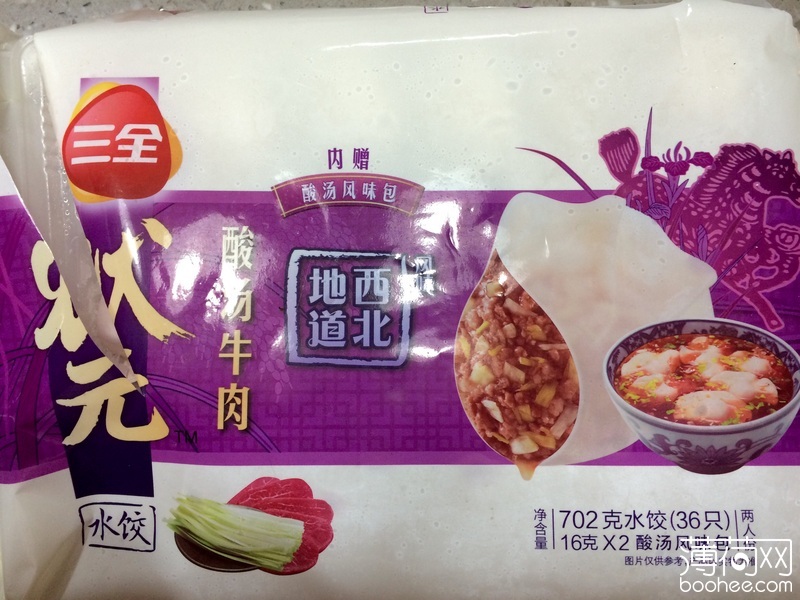 三全
内赠
酸汤风味包
状元
TM
酸汤牛肉
西北
地道
水饺
净含量
702克水饺(36只)
16克X2 酸汤风味包
两人
图片仅供参考
薄荷网
boohee.com